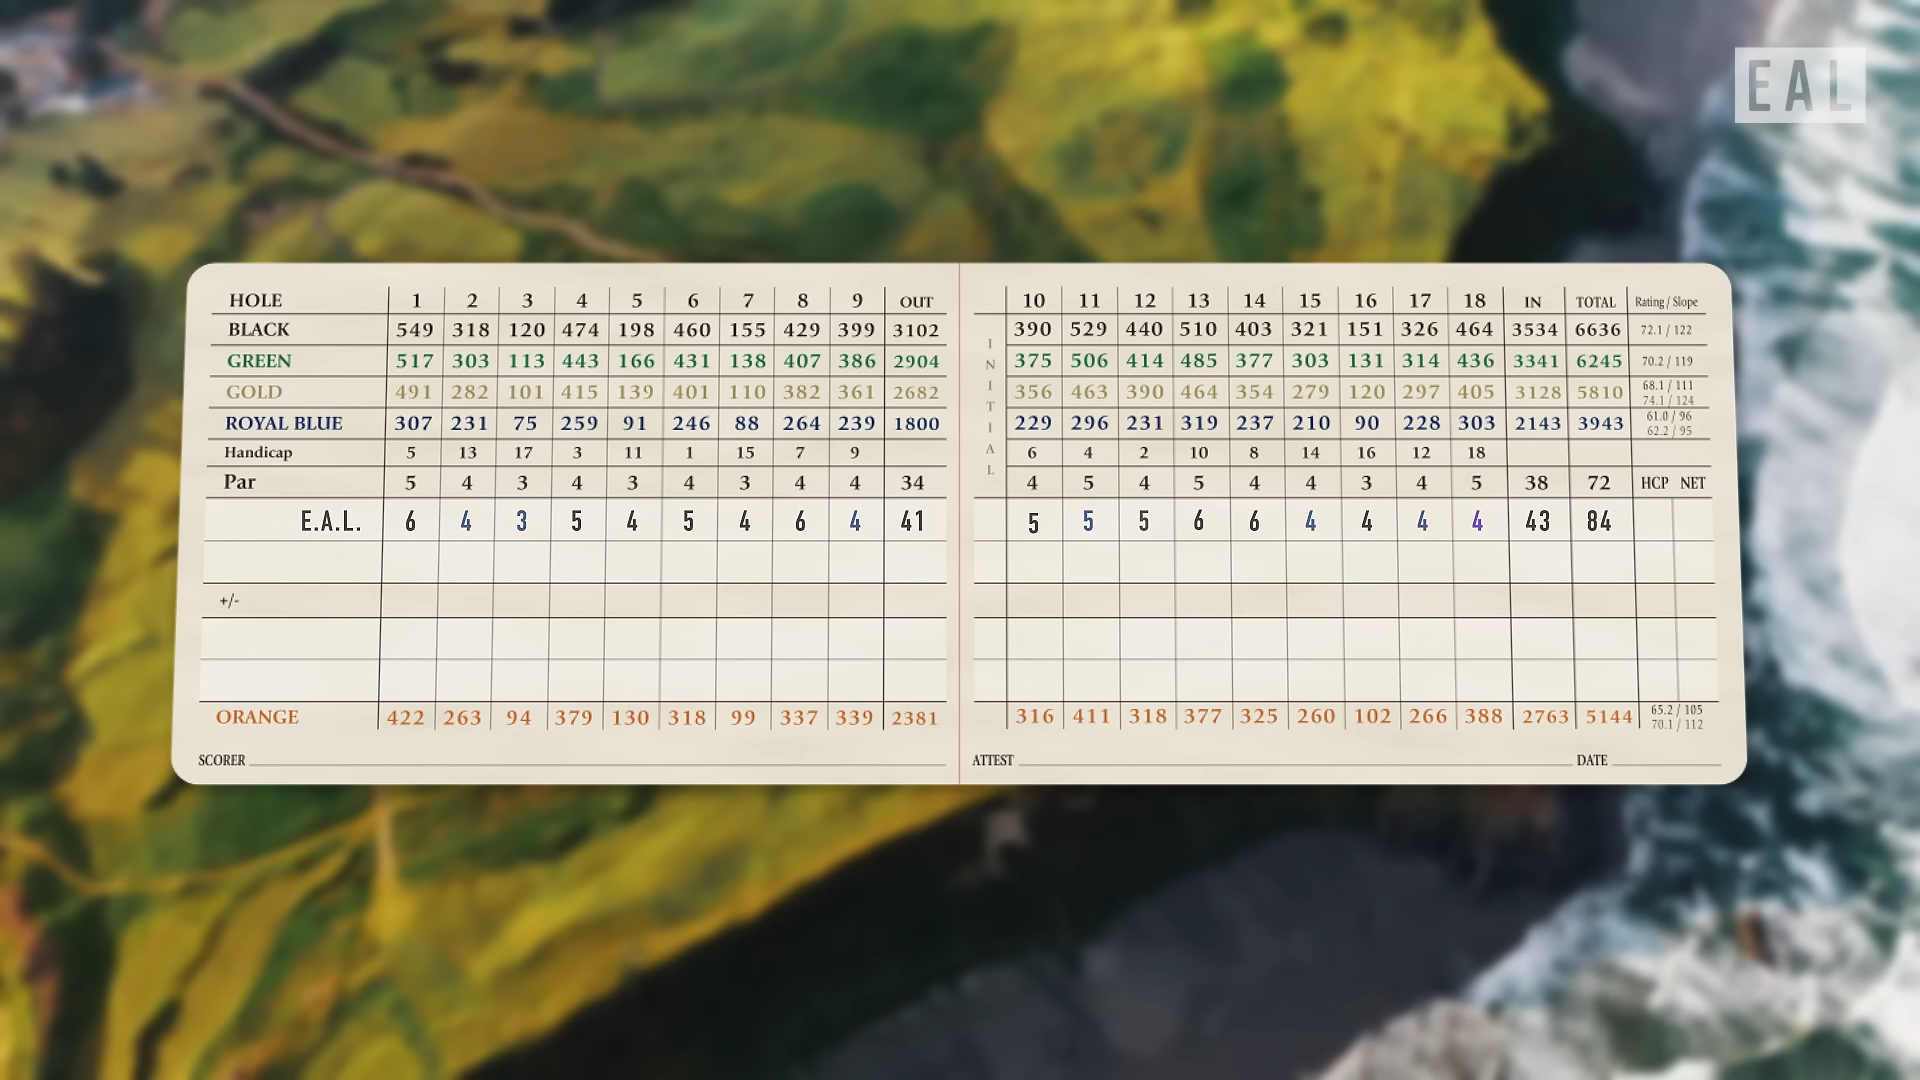 EAL
HOLE 1 2 3 4 5 6 7 8 9 OUT INITIAL 10 11 12 13 14 15 16 17 18 IN TOTAL Rating / Slope
BLACK 549 318 120 474 198 460 155 429 399 3102 390 529 440 510 403 321 151 326 464 3534 6636 72.1 / 122
GREEN 517 303 113 443 166 431 138 407 386 2904 375 506 414 485 377 303 131 314 436 3341 6245 70.2 / 119
GOLD 491 282 101 415 139 401 110 382 361 2682 356 463 390 464 354 279 120 297 405 3128 5810 68.1 / 111 74.1 / 124
ROYAL BLUE 307 231 75 259 91 246 88 264 239 1800 229 296 231 319 237 210 90 228 303 2143 3943 61.0 / 96 62.2 / 95
Handicap 5 13 17 3 11 1 15 7 9 6 4 2 10 8 14 16 12 18
Par 5 4 3 4 3 4 3 4 4 34 4 5 4 5 4 4 3 4 5 38 72 HCP NET
E.A.L. 6 4 3 5 4 5 4 6 4 41 5 5 5 6 6 4 4 4 4 43 84
+/-
ORANGE 422 263 94 379 130 318 99 337 339 2381 316 411 318 377 325 260 102 266 388 2763 5144 65.2 / 105 70.1 / 112
SCORER ATTEST DATE